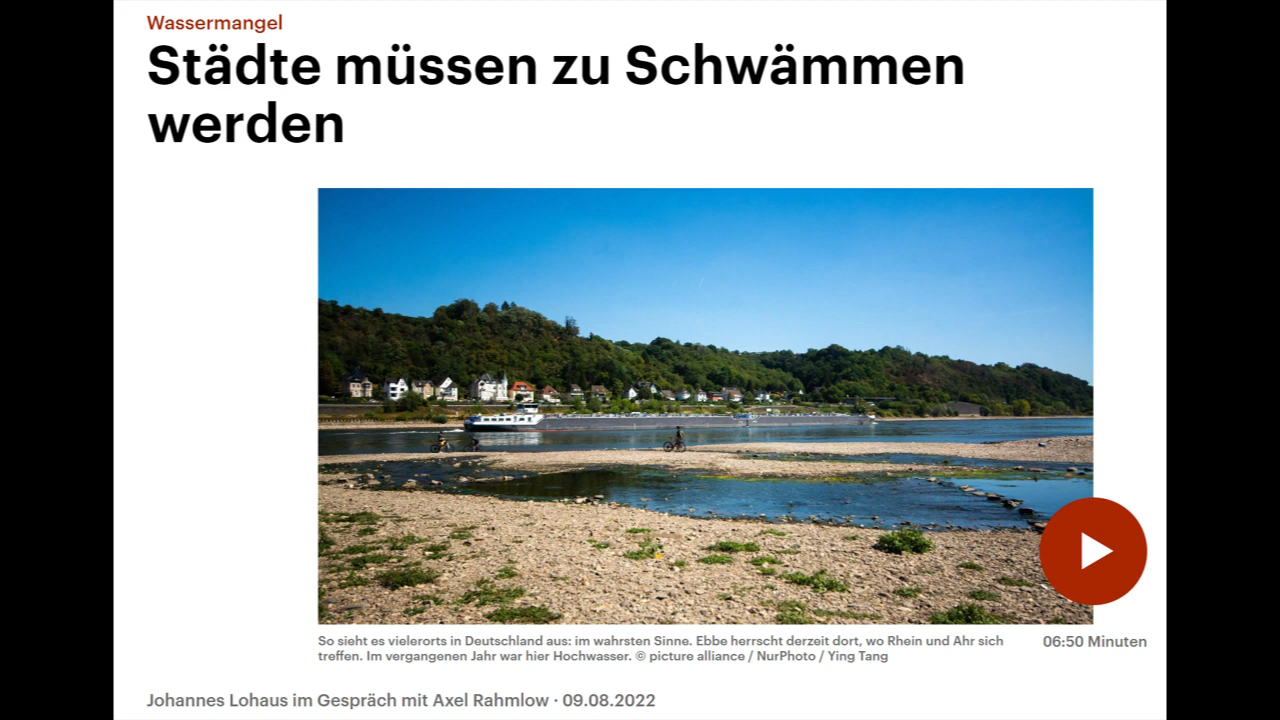 Wassermangel
Städte müssen zu Schwämmen
werden
So sieht es vielerorts in Deutschland aus: im wahrsten Sinne. Ebbe herrscht derzeit dort, wo Rhein und Ahr sich
treffen. Im vergangenen Jahr war hier Hochwasser. © picture alliance / NurPhoto / Ying Tang
06:50 Minuten
Johannes Lohaus im Gespräch mit Axel Rahmlow · 09.08.2022